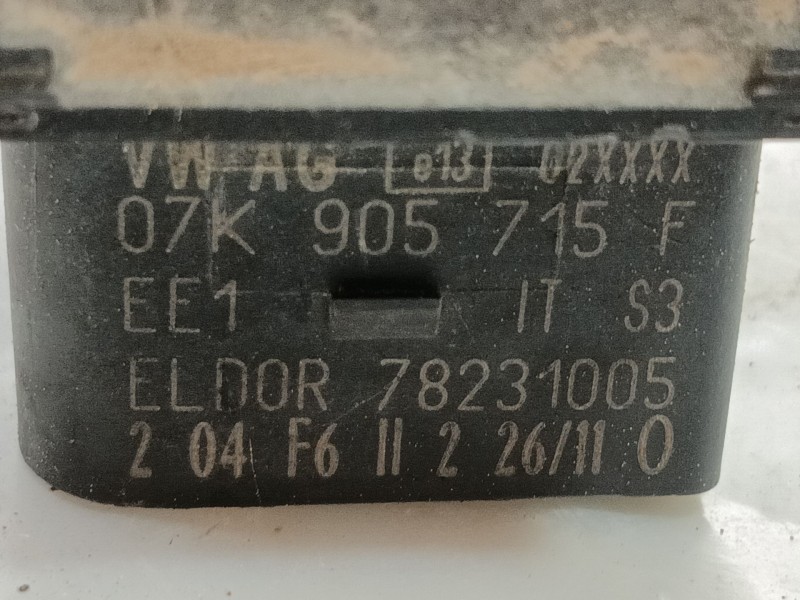 VW AG e13 02XXXX
07K 905 715 F
EE1 IT S3
ELDOR 78231005
2 04 F6 II 2 26/11 0